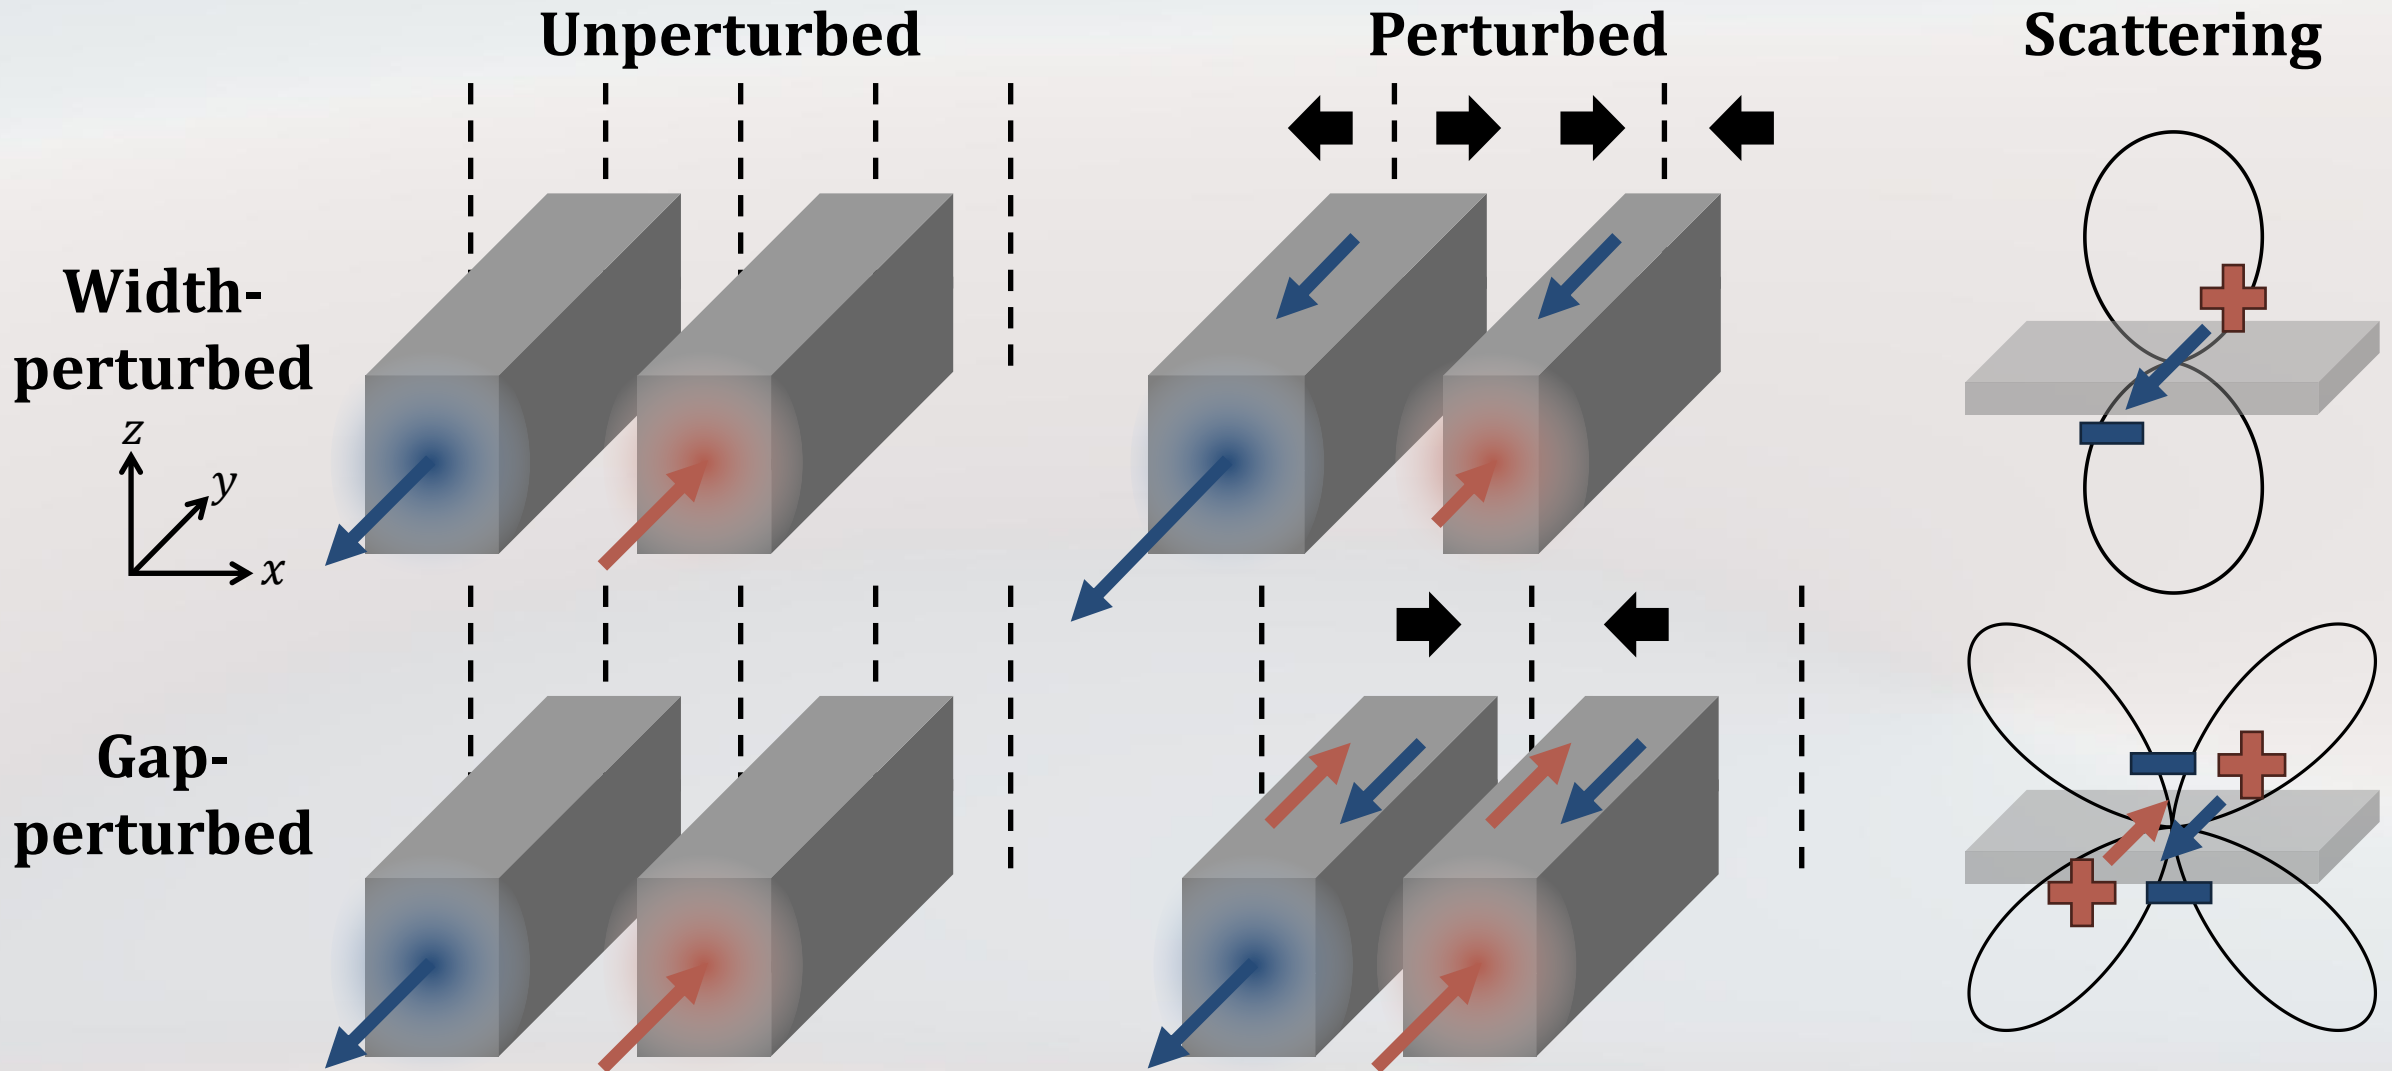 Unperturbed
Perturbed
Scattering
Width-
perturbed
z
y
x
Gap-
perturbed